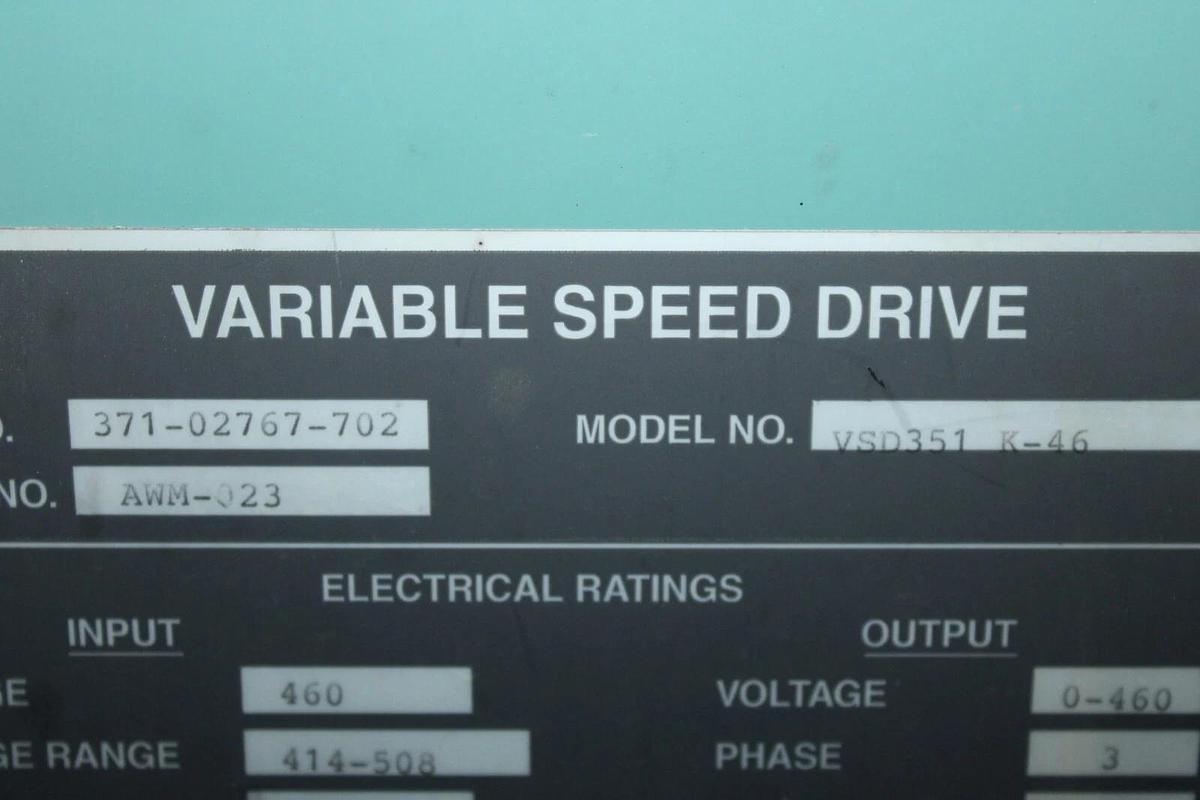 VARIABLE SPEED DRIVE
371-02767-702 MODEL NO. VSD351 K-46
NO. AWM-023
ELECTRICAL RATINGS
INPUT OUTPUT
460 VOLTAGE 0-460
RANGE 414-508 PHASE 3